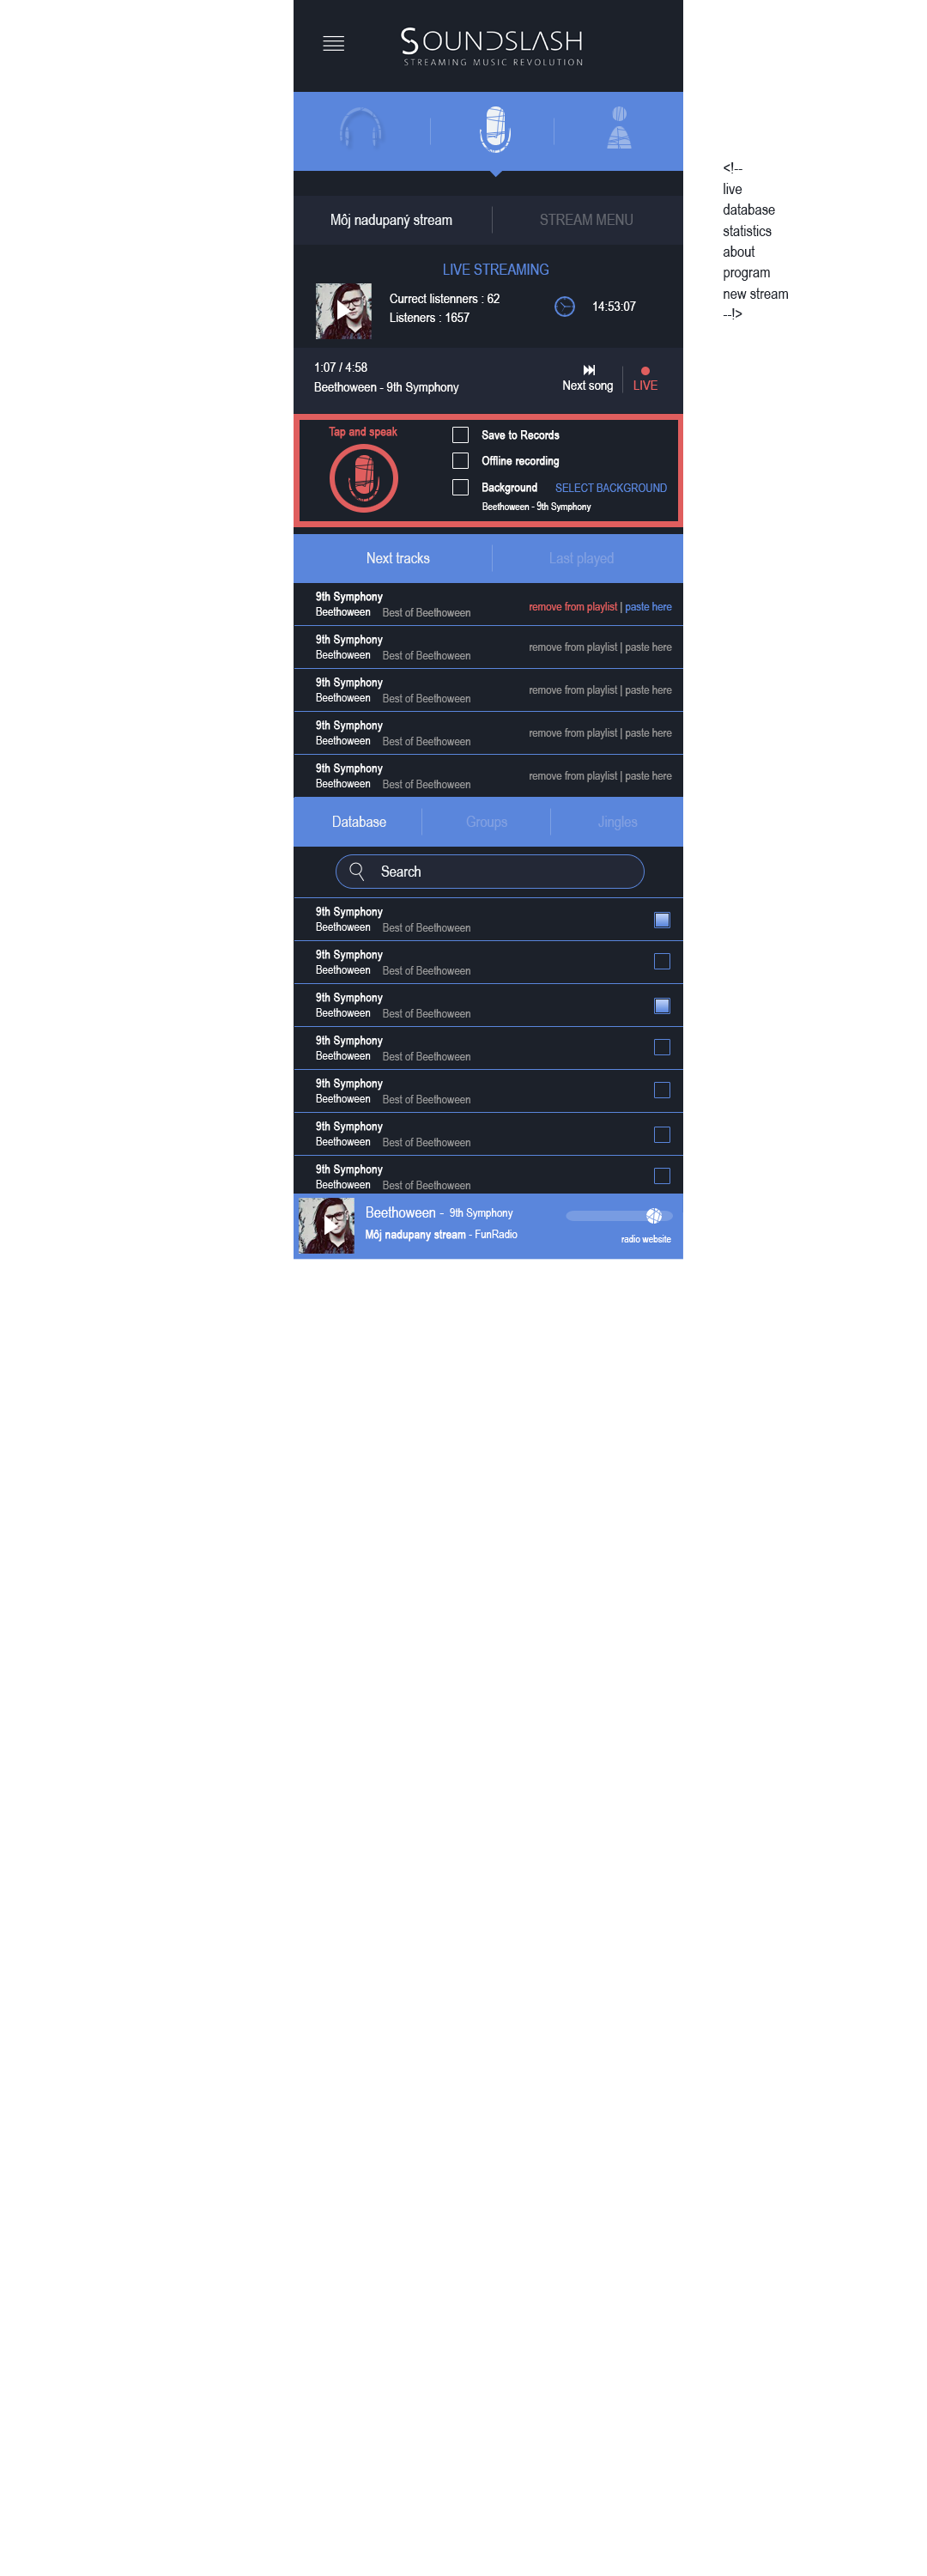 SOUNDSLASH
STREAMING MUSIC REVOLUTION
<!--
live
database
statistics
about
program
new stream
--!>
Môj nadupaný stream STREAM MENU
LIVE STREAMING
Currect listenners : 62
Listeners : 1657
14:53:07
1:07 / 4:58
Beethoween - 9th Symphony
Next song LIVE
Tap and speak
Save to Records
Offline recording
Background SELECT BACKGROUND
Beethoween - 9th Symphony
Next tracks Last played
9th Symphony
Beethoween Best of Beethoween remove from playlist | paste here
9th Symphony
Beethoween Best of Beethoween remove from playlist | paste here
9th Symphony
Beethoween Best of Beethoween remove from playlist | paste here
9th Symphony
Beethoween Best of Beethoween remove from playlist | paste here
9th Symphony
Beethoween Best of Beethoween remove from playlist | paste here
Database Groups Jingles
Search
9th Symphony
Beethoween Best of Beethoween
9th Symphony
Beethoween Best of Beethoween
9th Symphony
Beethoween Best of Beethoween
9th Symphony
Beethoween Best of Beethoween
9th Symphony
Beethoween Best of Beethoween
9th Symphony
Beethoween Best of Beethoween
9th Symphony
Beethoween Best of Beethoween
Beethoween - 9th Symphony
Môj nadupany stream - FunRadio
radio website